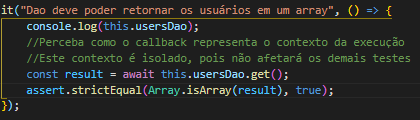 it("Dao deve poder retornar os usuários em um array", () => {
console.log(this.usersDao);
//Perceba como o callback representa o contexto da execução
//Este contexto é isolado, pois não afetará os demais testes
const result = await this.usersDao.get();
assert.strictEqual(Array.isArray(result), true);
});